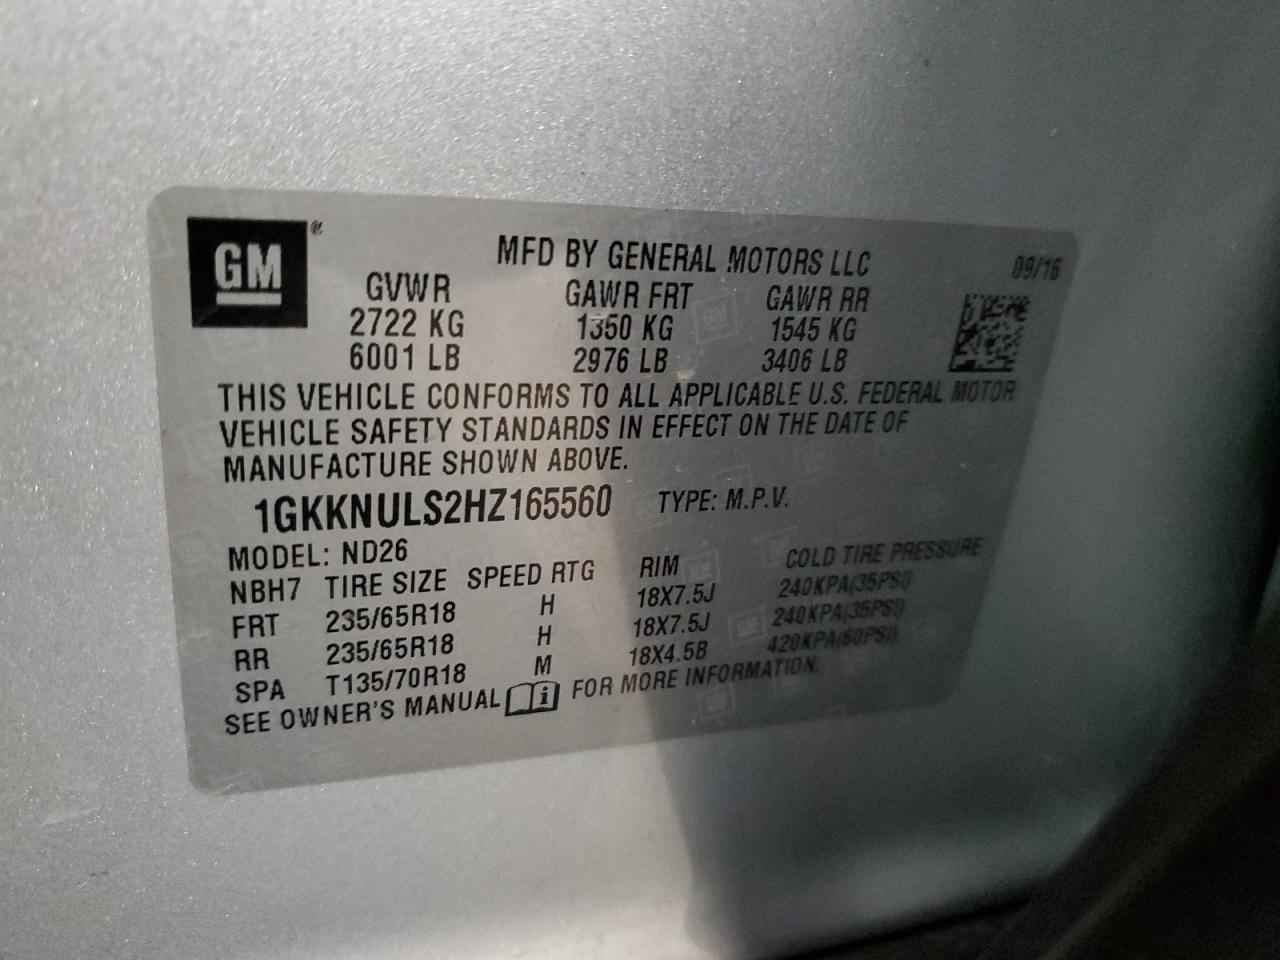 GM®
MFD BY GENERAL MOTORS LLC 09/16
GVWR GAWR FRT GAWR RR
2722 KG 1350 KG 1545 KG
6001 LB 2976 LB 3406 LB
THIS VEHICLE CONFORMS TO ALL APPLICABLE U.S. FEDERAL MOTOR
VEHICLE SAFETY STANDARDS IN EFFECT ON THE DATE OF
MANUFACTURE SHOWN ABOVE.
1GKKNULS2HZ165560 TYPE: M.P.V.
MODEL: ND26
NBH7 TIRE SIZE SPEED RTG RIM COLD TIRE PRESSURE
FRT 235/65R18 H 18X7.5J 240KPA(35PSI)
RR 235/65R18 H 18X7.5J 240KPA(35PSI)
SPA T135/70R18 M 18X4.5B 420KPA(60PSI)
SEE OWNER'S MANUAL i FOR MORE INFORMATION.